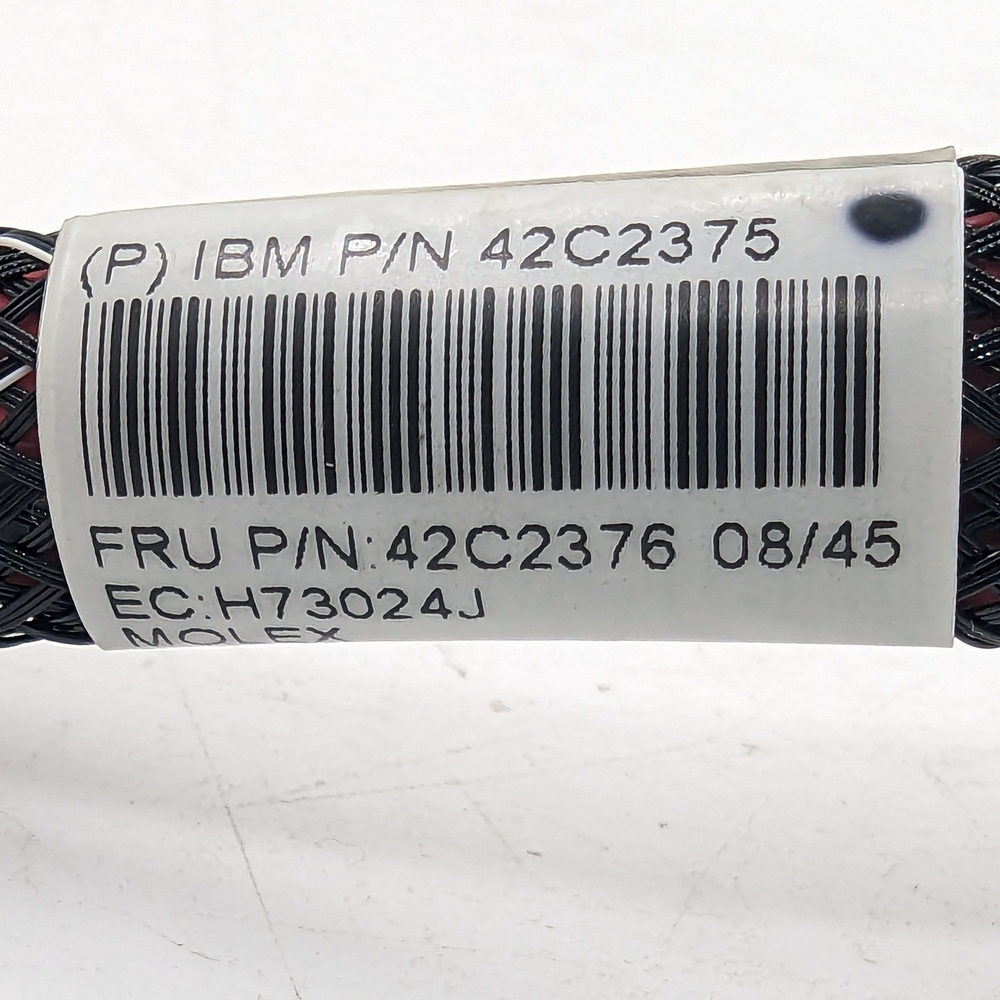 (P) IBM P/N 42C2375
FRU P/N:42C2376 08/45
EC:H73024J
MOLEX